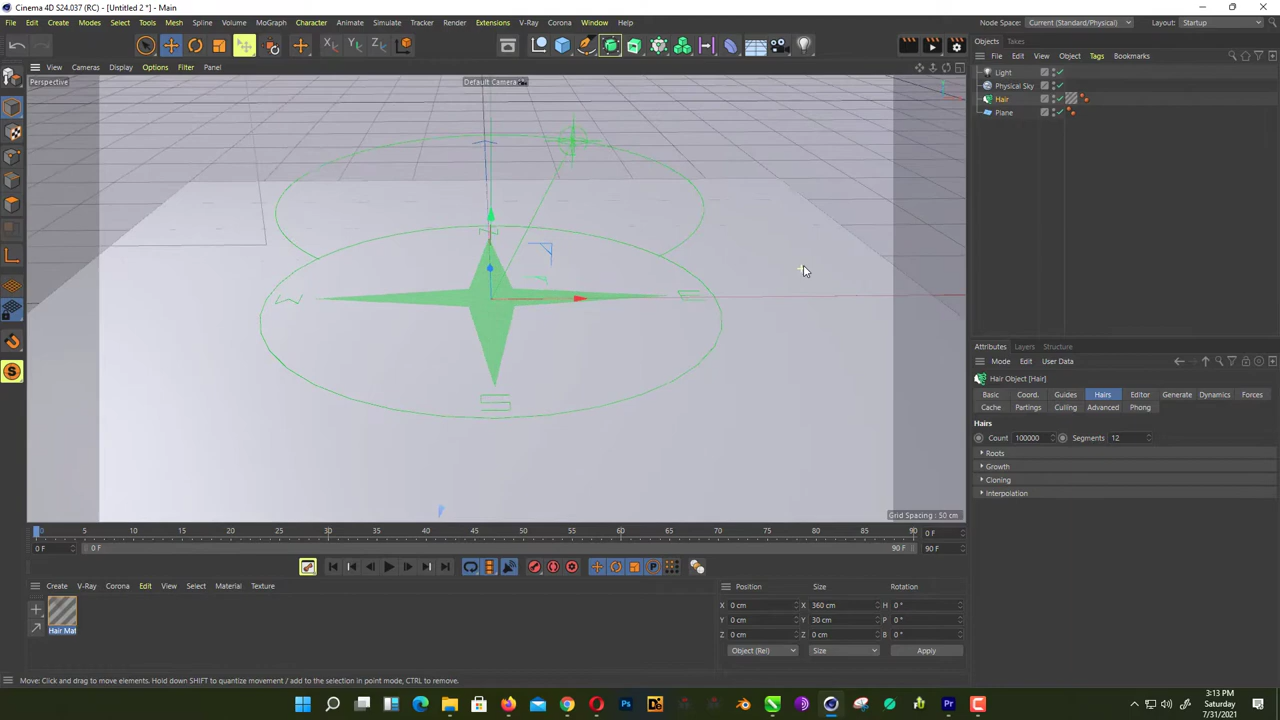 Cinema 4D S24.037 (RC) - [Untitled 2 *] - Main
File Edit Create Modes Select Tools Mesh Spline Volume MoGraph Character Animate Simulate Tracker Render Extensions V-Ray Corona Window Help
Node Space: Current (Standard/Physical) Layout: Startup
Objects Takes
File Edit View Object Tags Bookmarks
View Cameras Display Options Filter Panel
Perspective
Default Camera
Light
Physical Sky
Hair
Plane
N
W
E
S
Attributes Layers Structure
Mode Edit User Data
Hair Object [Hair]
Basic Coord. Guides Hairs Editor Generate Dynamics Forces
Cache Partings Culling Advanced Phong
Hairs
Count 100000 Segments 12
Roots
Growth
Cloning
Interpolation
Grid Spacing : 50 cm
0 5 10 15 20 25 30 35 40 45 50 55 60 65 70 75 80 85 90 0 F
0 F 0 F 90 F 90 F
Create V-Ray Corona Edit View Select Material Texture
Hair Mat
Position Size Rotation
X 0 cm X 360 cm H 0 °
Y 0 cm Y 30 cm P 0 °
Z 0 cm Z 0 cm B 0 °
Object (Rel) Size Apply
Move: Click and drag to move elements. Hold down SHIFT to quantize movement / add to the selection in point mode, CTRL to remove.
3:13 PM
Saturday
7/31/2021